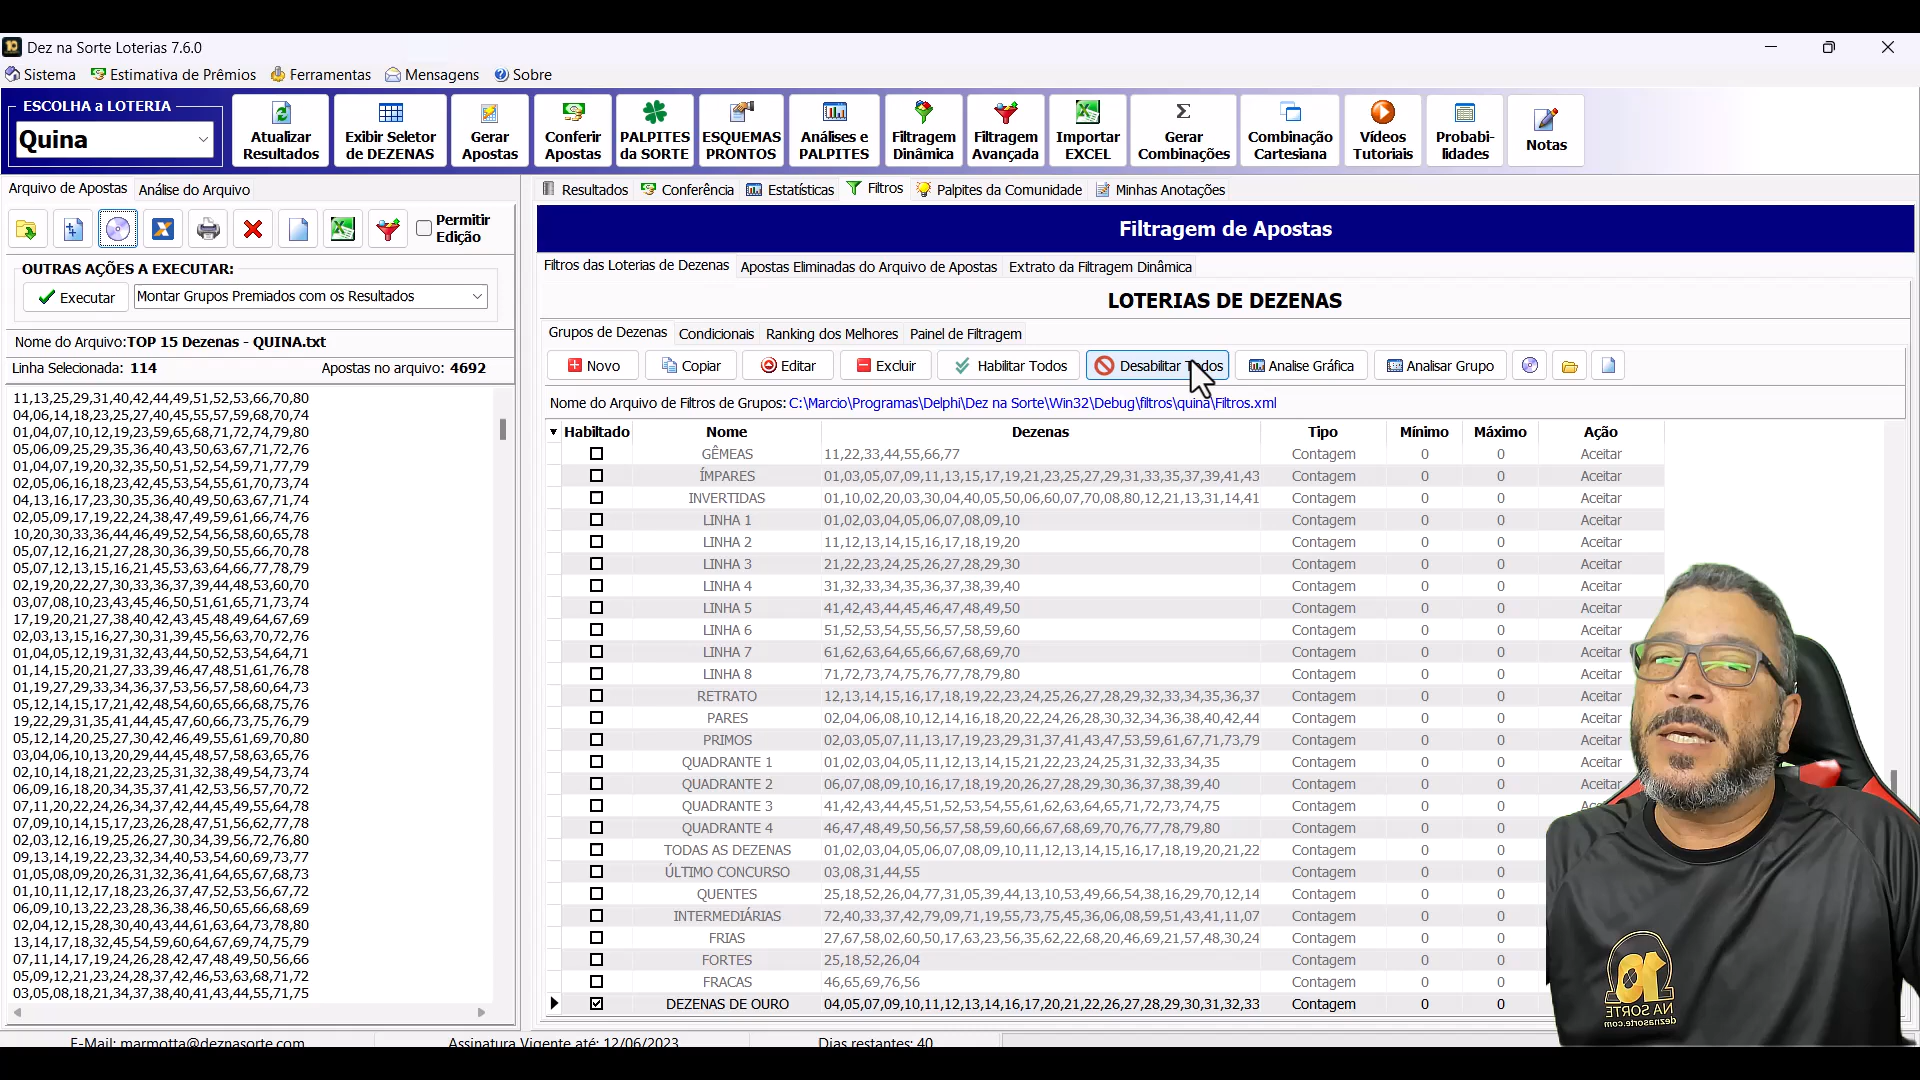 Dez na Sorte Loterias 7.6.0
Sistema Estimativa de Prêmios Ferramentas Mensagens Sobre
ESCOLHA a LOTERIA
Quina
Atualizar Resultados
Exibir Seletor de DEZENAS
Gerar Apostas
Conferir Apostas
PALPITES da SORTE
ESQUEMAS PRONTOS
Análises e PALPITES
Filtragem Dinâmica
Filtragem Avançada
Importar EXCEL
Gerar Combinações
Combinação Cartesiana
Vídeos Tutoriais
Probabi-lidades
Notas
Arquivo de Apostas Análise do Arquivo
Permitir Edição
OUTRAS AÇÕES A EXECUTAR:
Executar Montar Grupos Premiados com os Resultados
Nome do Arquivo:TOP 15 Dezenas - QUINA.txt
Linha Selecionada: 114 Apostas no arquivo: 4692
11,13,25,29,31,40,42,44,49,51,52,53,66,70,80
04,06,14,18,23,25,27,40,45,55,57,59,68,70,74
01,04,07,10,12,19,23,59,65,68,71,72,74,79,80
05,06,09,25,29,35,36,40,43,50,63,67,71,72,76
01,04,07,19,20,32,35,50,51,52,54,59,71,77,79
02,05,06,16,18,23,42,45,53,54,55,61,70,73,74
04,13,16,17,23,30,35,36,40,49,50,63,67,71,74
02,05,09,17,19,22,24,38,47,49,59,61,66,74,76
10,20,30,33,36,44,46,49,52,54,56,58,60,65,78
05,07,12,16,21,27,28,30,36,39,50,55,66,70,78
05,07,12,13,15,16,21,45,53,63,64,66,77,78,79
02,19,20,22,27,30,33,36,37,39,44,48,53,60,70
03,07,08,10,23,43,45,46,50,51,61,65,71,73,74
17,19,20,21,27,38,40,42,43,45,48,49,64,67,69
02,03,13,15,16,27,30,31,39,45,56,63,70,72,76
01,04,05,12,19,31,32,43,44,50,52,53,54,64,71
01,14,15,20,21,27,33,39,46,47,48,51,61,76,78
01,19,27,29,33,34,36,37,53,56,57,58,60,64,73
05,12,14,15,17,21,42,48,54,60,65,66,68,75,76
19,22,29,31,35,41,44,45,47,60,66,73,75,76,79
05,12,14,20,25,27,30,42,46,49,55,61,69,70,80
03,04,06,10,13,20,29,44,45,48,57,58,63,65,76
02,10,14,18,21,22,23,25,31,32,38,49,54,73,74
06,09,16,18,20,34,35,37,41,42,53,56,57,70,72
07,11,20,22,24,26,34,37,42,44,45,49,55,64,78
07,09,10,14,15,17,23,26,28,47,51,56,62,77,78
02,03,12,16,19,25,26,27,30,34,39,56,72,76,80
09,13,14,19,22,23,32,34,40,53,54,60,69,73,77
01,05,08,09,20,26,31,32,36,41,64,65,67,68,73
01,10,11,12,17,18,23,26,37,47,52,53,56,67,72
06,09,10,13,22,23,28,36,38,46,50,65,66,68,69
02,04,12,15,28,30,40,43,44,61,63,64,73,78,80
13,14,17,18,32,45,54,59,60,64,67,69,74,75,79
07,11,14,17,19,24,26,28,42,47,48,49,50,56,66
05,09,12,21,23,24,28,37,42,46,53,63,68,71,72
03,05,08,18,21,34,37,38,40,41,43,44,55,71,75
Resultados Conferência Estatísticas Filtros Palpites da Comunidade Minhas Anotações
Filtragem de Apostas
Filtros das Loterias de Dezenas Apostas Eliminadas do Arquivo de Apostas Extrato da Filtragem Dinâmica
LOTERIAS DE DEZENAS
Grupos de Dezenas Condicionais Ranking dos Melhores Painel de Filtragem
Novo Copiar Editar Excluir Habilitar Todos Desabilitar Todos Analise Gráfica Analisar Grupo
Nome do Arquivo de Filtros de Grupos: C:\Marcio\Programas\Delphi\Dez na Sorte\Win32\Debug\filtros\quina\Filtros.xml
Habiltado Nome Dezenas Tipo Mínimo Máximo Ação
GÊMEAS 11,22,33,44,55,66,77 Contagem 0 0 Aceitar
ÍMPARES 01,03,05,07,09,11,13,15,17,19,21,23,25,27,29,31,33,35,37,39,41,43 Contagem 0 0 Aceitar
INVERTIDAS 01,10,02,20,03,30,04,40,05,50,06,60,07,70,08,80,12,21,13,31,14,41 Contagem 0 0 Aceitar
LINHA 1 01,02,03,04,05,06,07,08,09,10 Contagem 0 0 Aceitar
LINHA 2 11,12,13,14,15,16,17,18,19,20 Contagem 0 0 Aceitar
LINHA 3 21,22,23,24,25,26,27,28,29,30 Contagem 0 0 Aceitar
LINHA 4 31,32,33,34,35,36,37,38,39,40 Contagem 0 0 Aceitar
LINHA 5 41,42,43,44,45,46,47,48,49,50 Contagem 0 0 Aceitar
LINHA 6 51,52,53,54,55,56,57,58,59,60 Contagem 0 0 Aceitar
LINHA 7 61,62,63,64,65,66,67,68,69,70 Contagem 0 0 Aceitar
LINHA 8 71,72,73,74,75,76,77,78,79,80 Contagem 0 0 Aceitar
RETRATO 12,13,14,15,16,17,18,19,22,23,24,25,26,27,28,29,32,33,34,35,36,37 Contagem 0 0 Aceitar
PARES 02,04,06,08,10,12,14,16,18,20,22,24,26,28,30,32,34,36,38,40,42,44 Contagem 0 0 Aceitar
PRIMOS 02,03,05,07,11,13,17,19,23,29,31,37,41,43,47,53,59,61,67,71,73,79 Contagem 0 0 Aceitar
QUADRANTE 1 01,02,03,04,05,11,12,13,14,15,21,22,23,24,25,31,32,33,34,35 Contagem 0 0 Aceitar
QUADRANTE 2 06,07,08,09,10,16,17,18,19,20,26,27,28,29,30,36,37,38,39,40 Contagem 0 0 Aceitar
QUADRANTE 3 41,42,43,44,45,51,52,53,54,55,61,62,63,64,65,71,72,73,74,75 Contagem 0 0
QUADRANTE 4 46,47,48,49,50,56,57,58,59,60,66,67,68,69,70,76,77,78,79,80 Contagem 0 0
TODAS AS DEZENAS 01,02,03,04,05,06,07,08,09,10,11,12,13,14,15,16,17,18,19,20,21,22 Contagem 0 0
ÚLTIMO CONCURSO 03,08,31,44,55 Contagem 0 0
QUENTES 25,18,52,26,04,77,31,05,39,44,13,10,53,49,66,54,38,16,29,70,12,14 Contagem 0 0
INTERMEDIÁRIAS 72,40,33,37,42,79,09,71,19,55,73,75,45,36,06,08,59,51,43,41,11,07 Contagem 0 0
FRIAS 27,67,58,02,60,50,17,63,23,56,35,62,22,68,20,46,69,21,57,48,30,24 Contagem 0 0
FORTES 25,18,52,26,04 Contagem 0 0
FRACAS 46,65,69,76,56 Contagem 0 0
DEZENAS DE OURO 04,05,07,09,10,11,12,13,14,16,17,20,21,22,26,27,28,29,30,31,32,33 Contagem 0 0
NA SORTE
deznasorte.com
E-Mail: marmotta@deznasorte.com Assinatura Vigente até: 12/06/2023 Dias restantes: 40